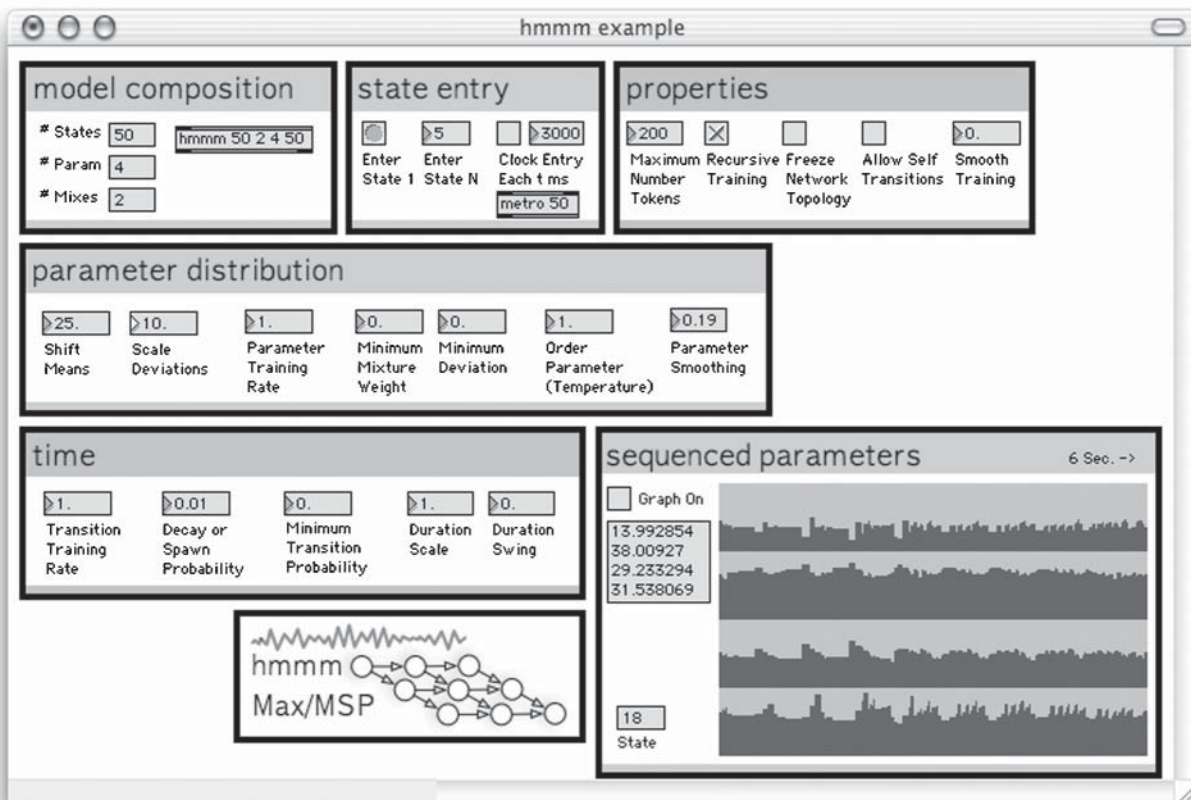 hmmm example
model composition
# States 50
hmmm 50 2 4 50
# Param 4
# Mixes 2
state entry
5
3000
Enter State 1
Enter State N
Clock Entry Each t ms
metro 50
properties
200
0.
Maximum Number Tokens
Recursive Training
Freeze Network Topology
Allow Self Transitions
Smooth Training
parameter distribution
25.
10.
1.
0.
0.
1.
0.19
Shift Means
Scale Deviations
Parameter Training Rate
Minimum Mixture Weight
Minimum Deviation
Order Parameter (Temperature)
Parameter Smoothing
time
1.
0.01
0.
1.
0.
Transition Training Rate
Decay or Spawn Probability
Minimum Transition Probability
Duration Scale
Duration Swing
sequenced parameters
6 Sec. ->
Graph On
13.992854
38.00927
29.233294
31.538069
18
State
hmmm
Max/MSP